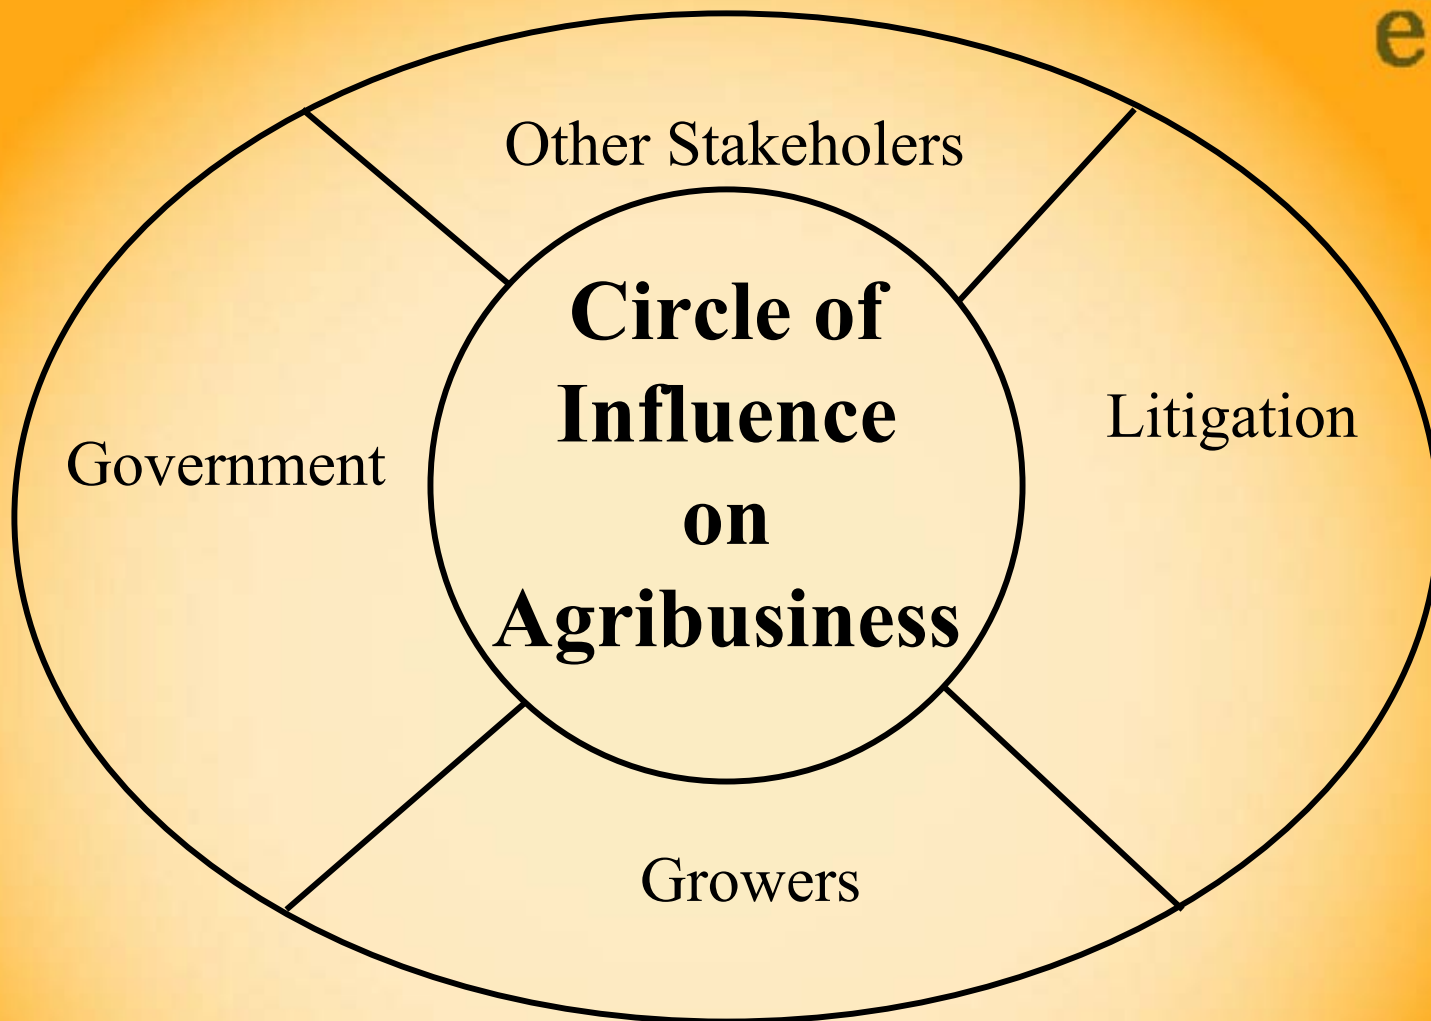 e
Other Stakeholers
Circle of
Influence
on
Agribusiness
Litigation
Government
Growers